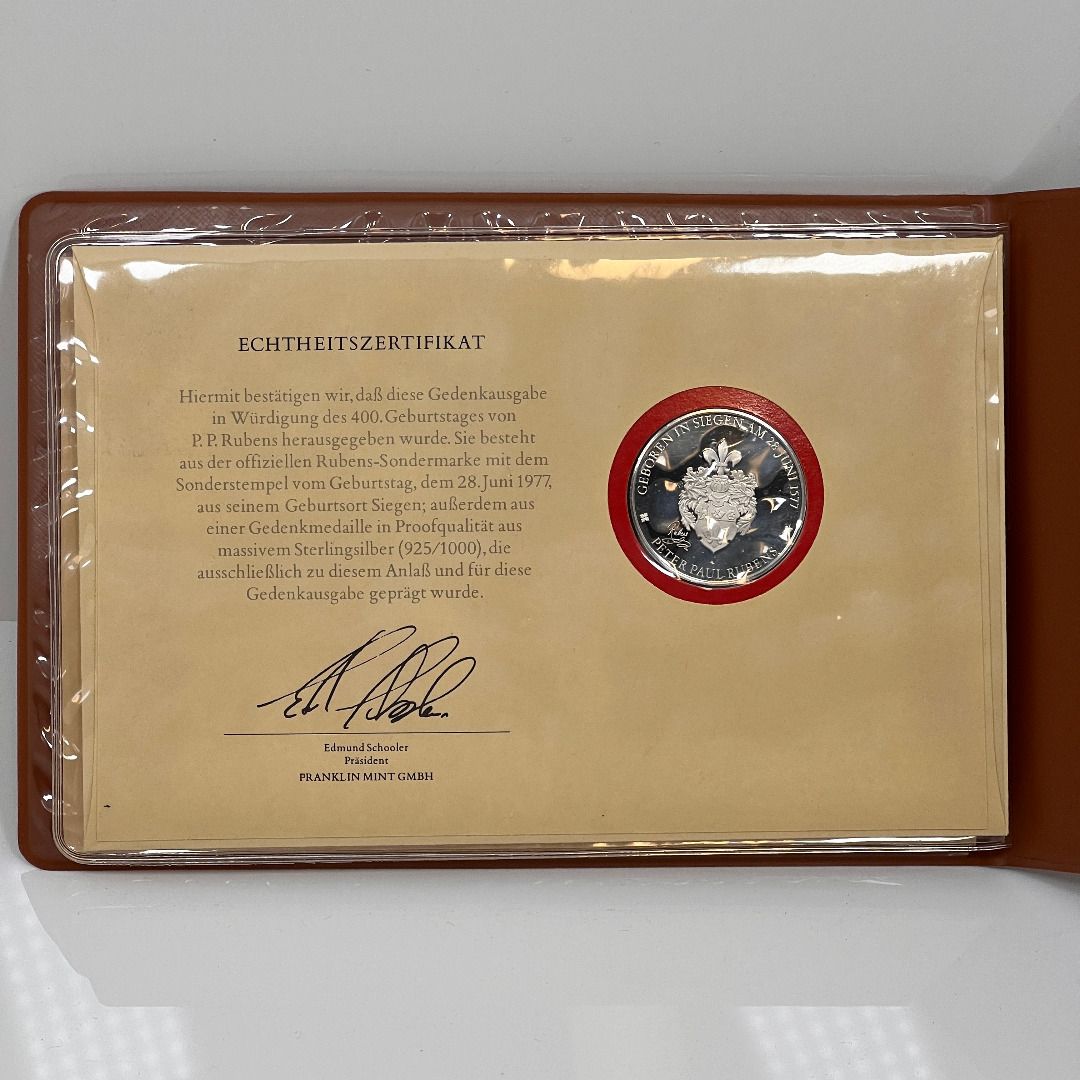 ECHTHEITSZERTIFIKAT
Hiermit bestätigen wir, daß diese Gedenkausgabe
in Würdigung des 400. Geburtstages von
P. P. Rubens herausgegeben wurde. Sie besteht
aus der offiziellen Rubens-Sondermarke mit dem
Sonderstempel vom Geburtstag, dem 28. Juni 1977,
aus seinem Geburtsort Siegen; außerdem aus
einer Gedenkmedaille in Proofqualität aus
massivem Sterlingsilber (925/1000), die
ausschließlich zu diesem Anlaß und für diese
Gedenkausgabe geprägt wurde.
Edmund Schooler
Präsident
PRANKLIN MINT GMBH
GEBOREN IN SIEGEN AM 28. JUNI 1577
PETER PAUL RUBENS